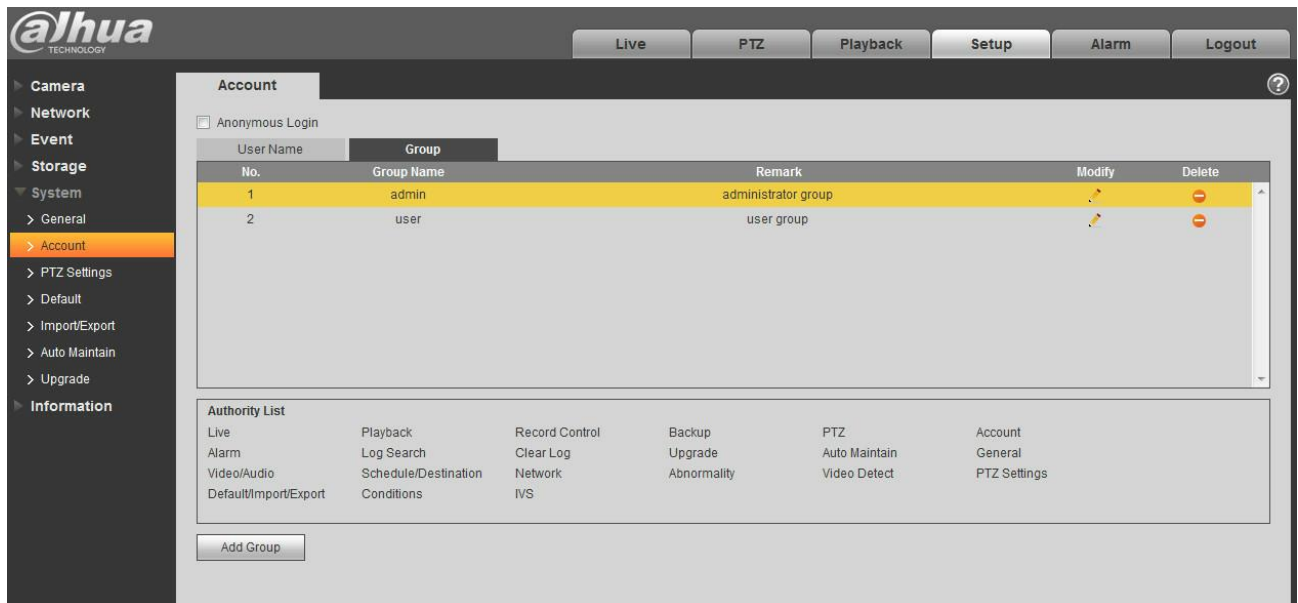 alhua
TECHNOLOGY
Live PTZ Playback Setup Alarm Logout
Camera
Network
Event
Storage
System
General
Account
PTZ Settings
Default
Import/Export
Auto Maintain
Upgrade
Information
Account
?
Anonymous Login
User Name Group
No. Group Name Remark Modify Delete
1 admin administrator group
2 user user group
Authority List
Live Playback Record Control Backup PTZ Account
Alarm Log Search Clear Log Upgrade Auto Maintain General
Video/Audio Schedule/Destination Network Abnormality Video Detect PTZ Settings
Default/Import/Export Conditions IVS
Add Group